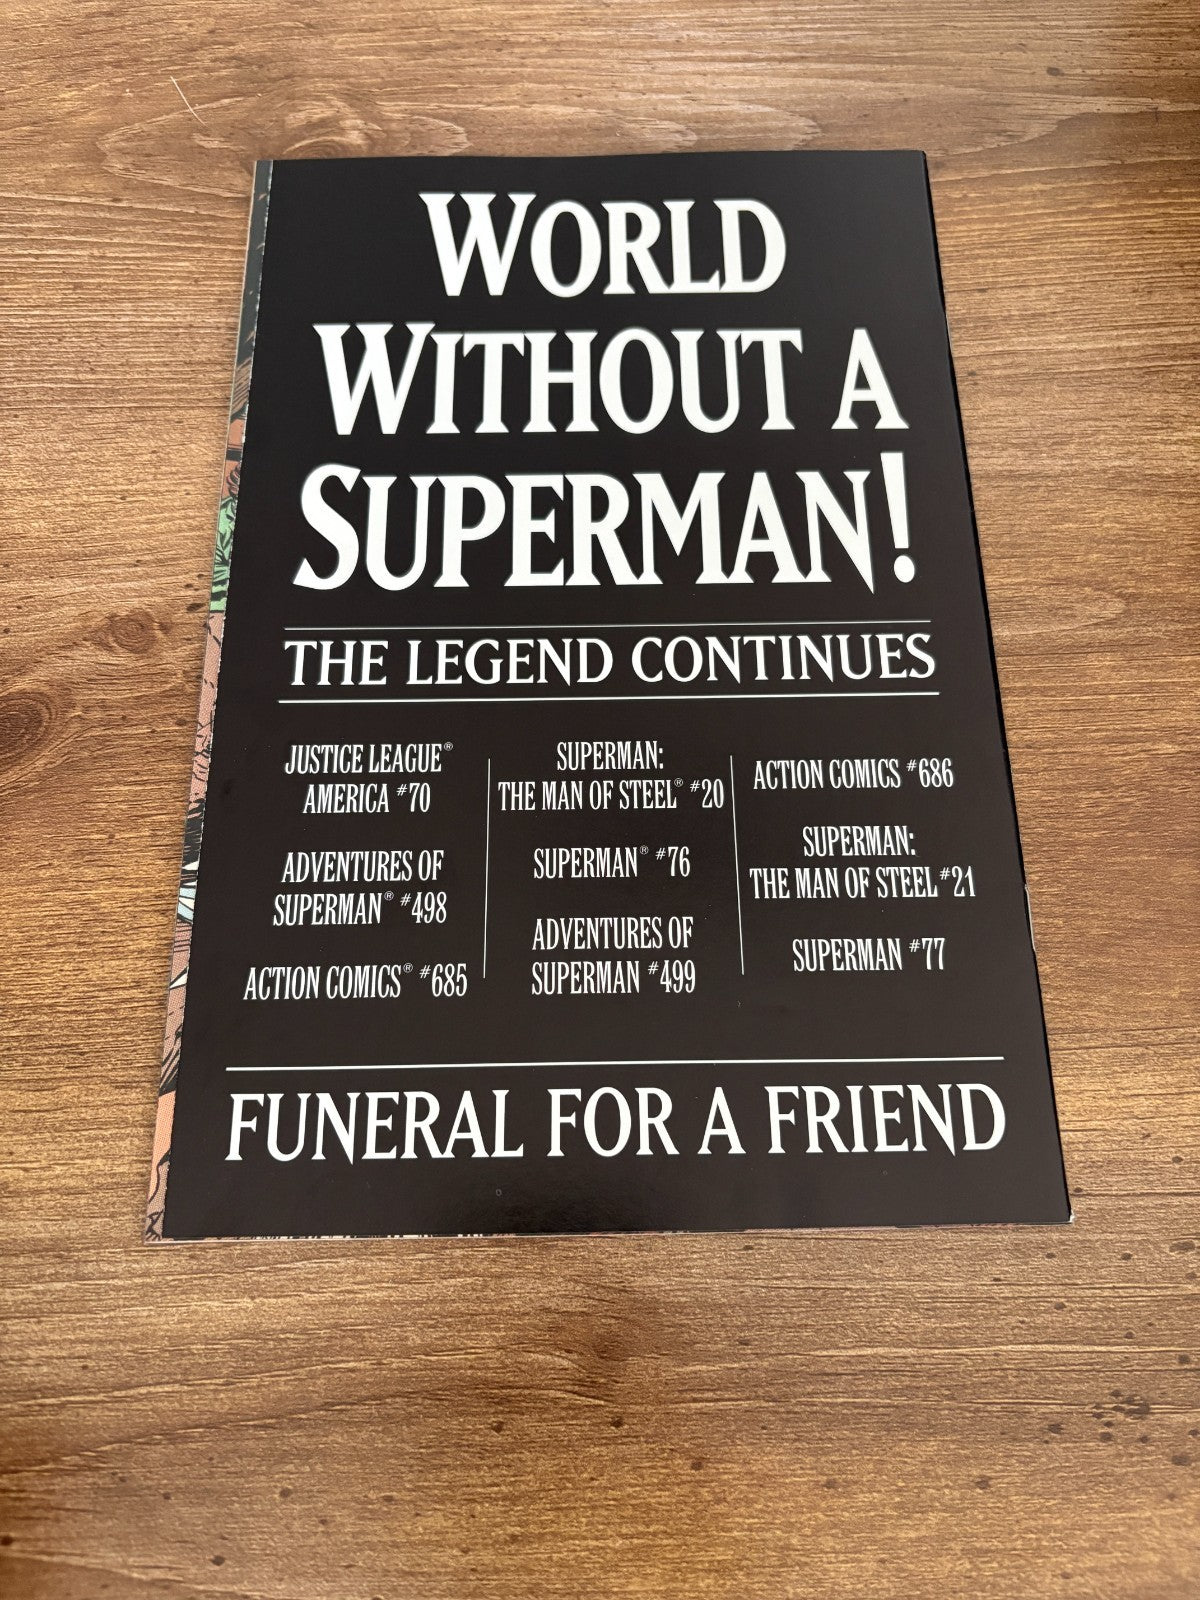 WORLD
WITHOUT A
SUPERMAN!
THE LEGEND CONTINUES
JUSTICE LEAGUE®
AMERICA #70
ADVENTURES OF
SUPERMAN® #498
ACTION COMICS® #685
SUPERMAN:
THE MAN OF STEEL® #20
SUPERMAN® #76
ADVENTURES OF
SUPERMAN #499
ACTION COMICS #686
SUPERMAN:
THE MAN OF STEEL #21
SUPERMAN #77
FUNERAL FOR A FRIEND